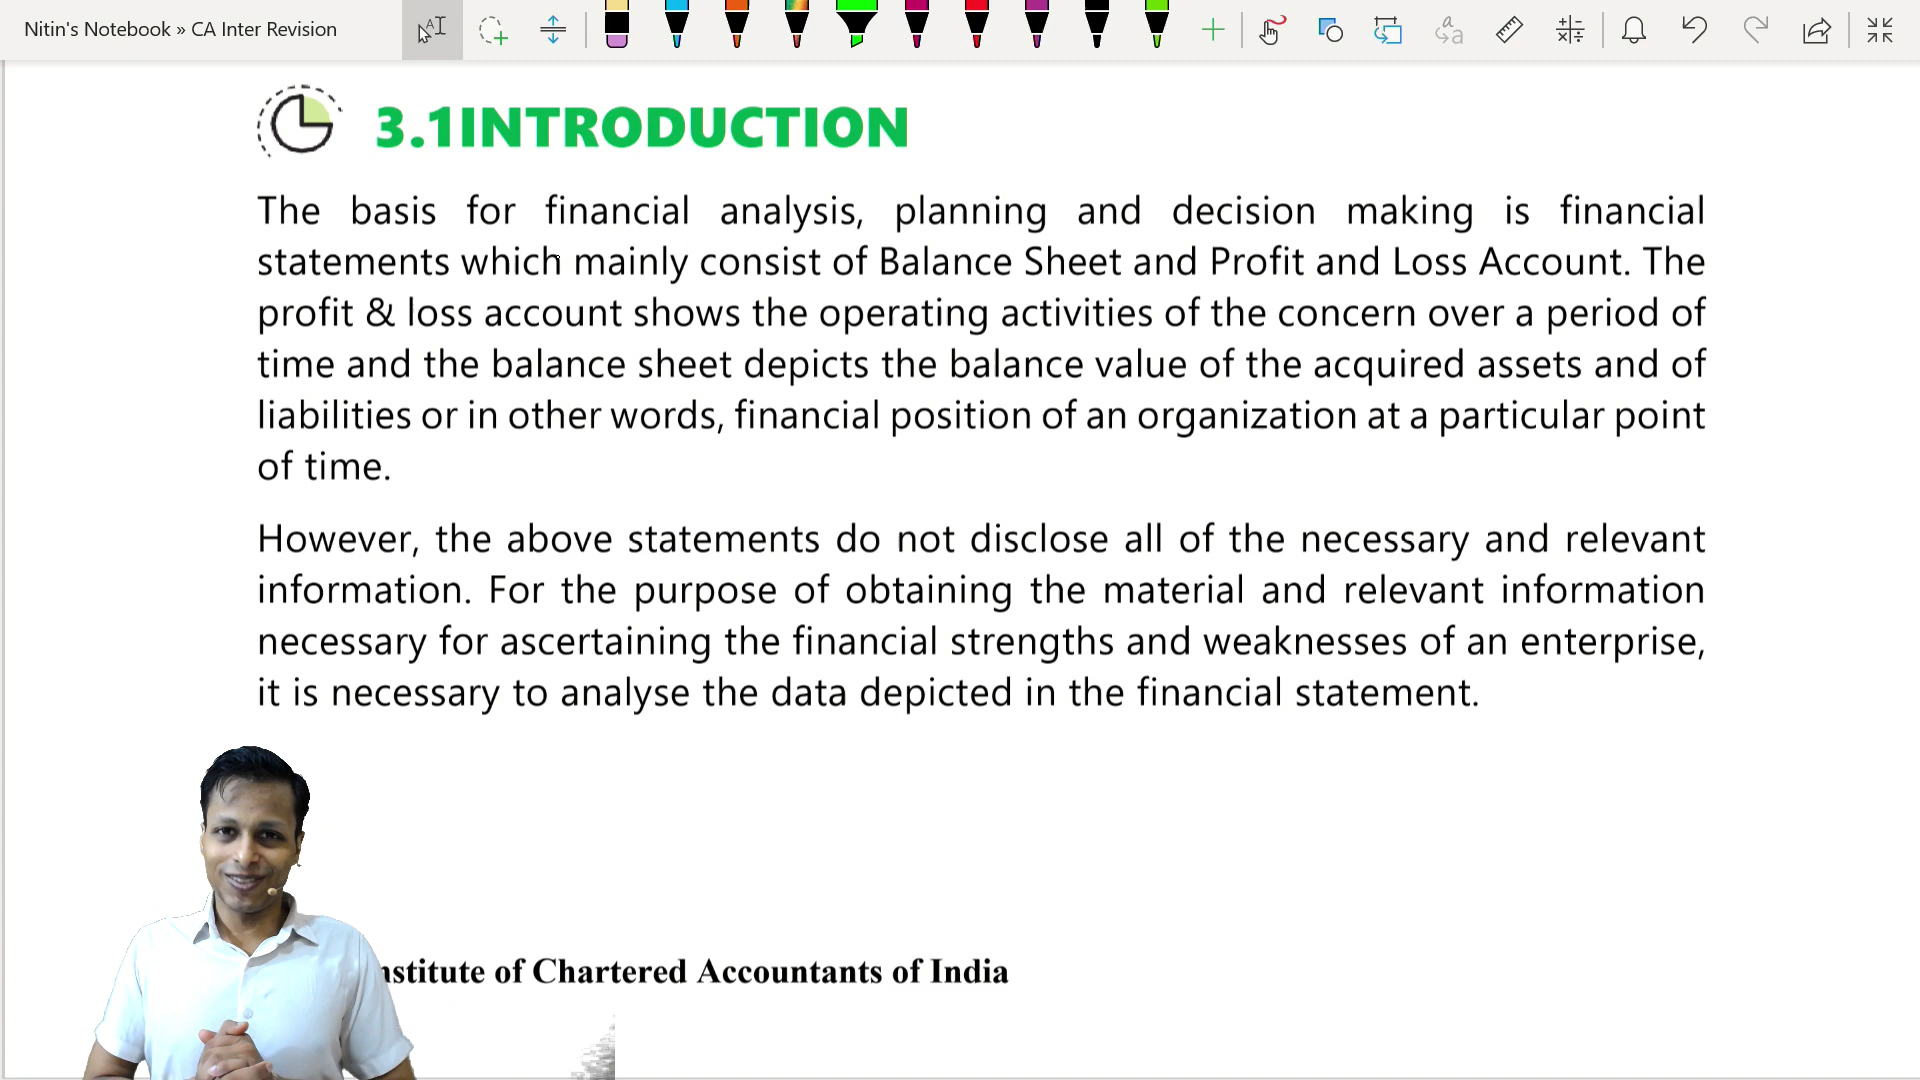 Nitin's Notebook » CA Inter Revision
3.1INTRODUCTION
The basis for financial analysis, planning and decision making is financial
statements which mainly consist of Balance Sheet and Profit and Loss Account. The
profit & loss account shows the operating activities of the concern over a period of
time and the balance sheet depicts the balance value of the acquired assets and of
liabilities or in other words, financial position of an organization at a particular point
of time.
However, the above statements do not disclose all of the necessary and relevant
information. For the purpose of obtaining the material and relevant information
necessary for ascertaining the financial strengths and weaknesses of an enterprise,
it is necessary to analyse the data depicted in the financial statement.
nstitute of Chartered Accountants of India